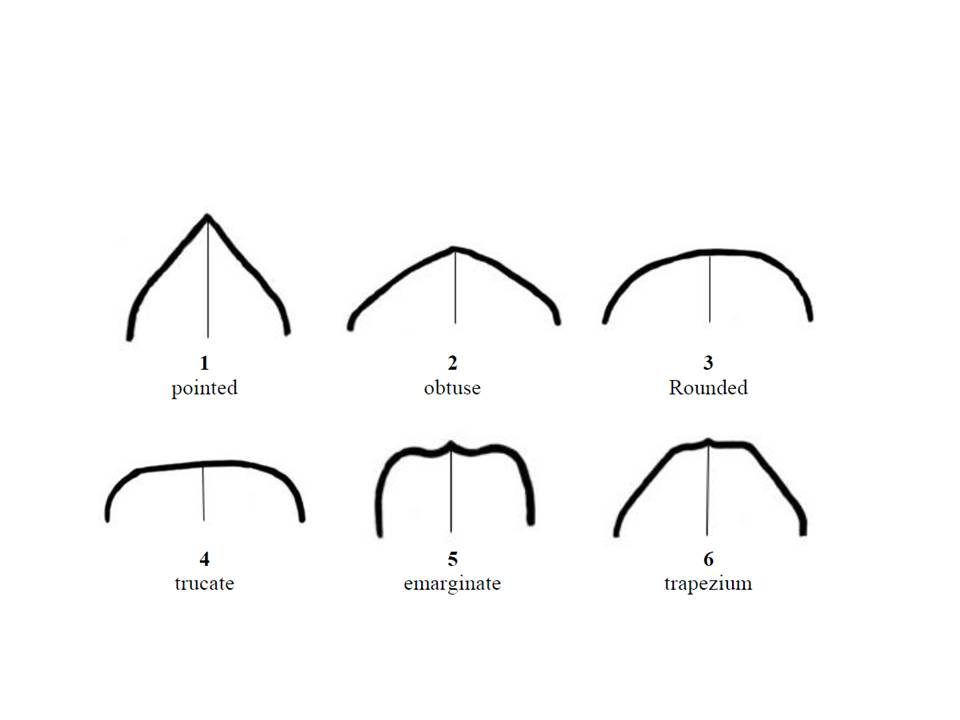 1
pointed
2
obtuse
3
Rounded
4
trucate
5
emarginate
6
trapezium